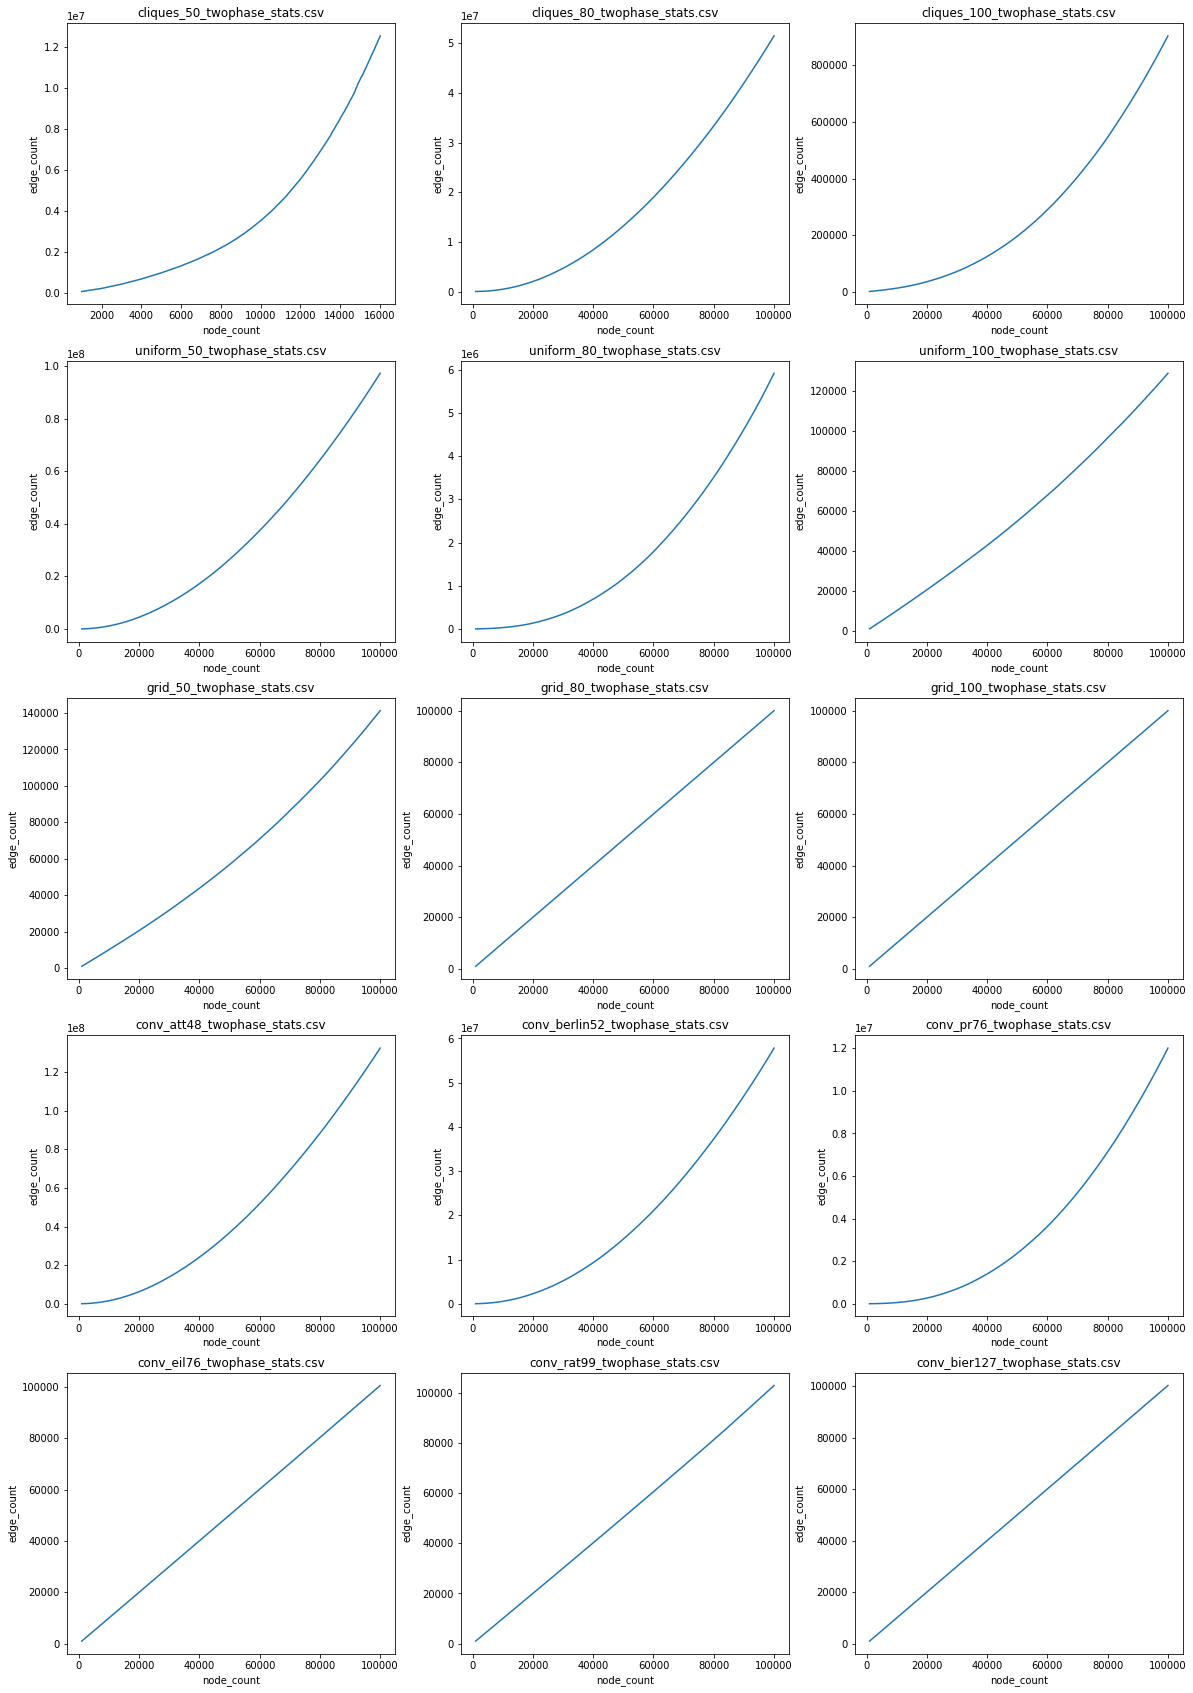 cliques_50_twophase_stats.csv
1e7
edge_count
1.2
1.0
0.8
0.6
0.4
0.2
0.0
2000 4000 6000 8000 10000 12000 14000 16000
node_count
cliques_80_twophase_stats.csv
1e7
edge_count
5
4
3
2
1
0
0 20000 40000 60000 80000 100000
node_count
cliques_100_twophase_stats.csv
edge_count
800000
600000
400000
200000
0
0 20000 40000 60000 80000 100000
node_count
uniform_50_twophase_stats.csv
1e8
edge_count
1.0
0.8
0.6
0.4
0.2
0.0
0 20000 40000 60000 80000 100000
node_count
uniform_80_twophase_stats.csv
1e6
edge_count
6
5
4
3
2
1
0
0 20000 40000 60000 80000 100000
node_count
uniform_100_twophase_stats.csv
edge_count
120000
100000
80000
60000
40000
20000
0
0 20000 40000 60000 80000 100000
node_count
grid_50_twophase_stats.csv
edge_count
140000
120000
100000
80000
60000
40000
20000
0
0 20000 40000 60000 80000 100000
node_count
grid_80_twophase_stats.csv
edge_count
100000
80000
60000
40000
20000
0
0 20000 40000 60000 80000 100000
node_count
grid_100_twophase_stats.csv
edge_count
100000
80000
60000
40000
20000
0
0 20000 40000 60000 80000 100000
node_count
conv_att48_twophase_stats.csv
1e8
edge_count
1.2
1.0
0.8
0.6
0.4
0.2
0.0
0 20000 40000 60000 80000 100000
node_count
conv_berlin52_twophase_stats.csv
1e7
edge_count
6
5
4
3
2
1
0
0 20000 40000 60000 80000 100000
node_count
conv_pr76_twophase_stats.csv
1e7
edge_count
1.2
1.0
0.8
0.6
0.4
0.2
0.0
0 20000 40000 60000 80000 100000
node_count
conv_eil76_twophase_stats.csv
edge_count
100000
80000
60000
40000
20000
0
0 20000 40000 60000 80000 100000
node_count
conv_rat99_twophase_stats.csv
edge_count
100000
80000
60000
40000
20000
0
0 20000 40000 60000 80000 100000
node_count
conv_bier127_twophase_stats.csv
edge_count
100000
80000
60000
40000
20000
0
0 20000 40000 60000 80000 100000
node_count